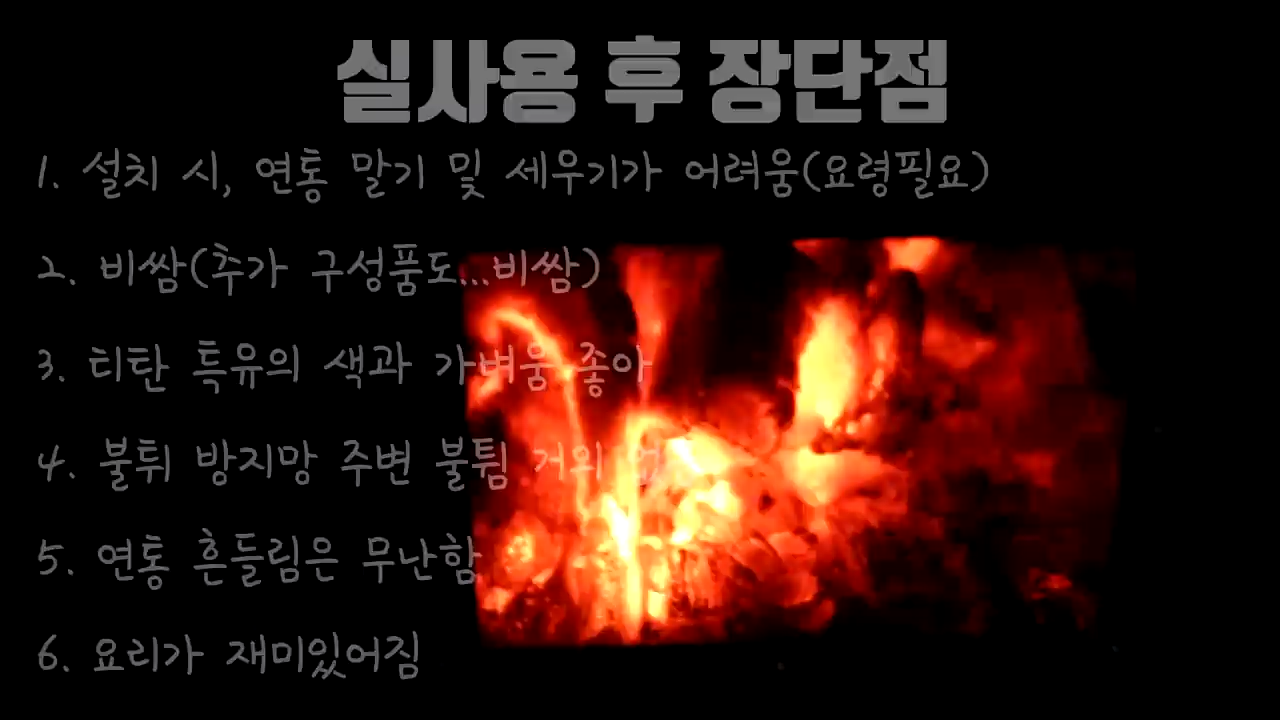 실사용 후 장단점
1. 설치 시, 연통 말기 및 세우기가 어려움(요령필요)
2. 비쌈(추가 구성품도...비쌈)
3. 티탄 특유의 색과 가벼움 좋아
4. 불튀 방지망 주변 불튐 거의 없
5. 연통 흔들림은 무난함
6. 요리가 재미있어짐